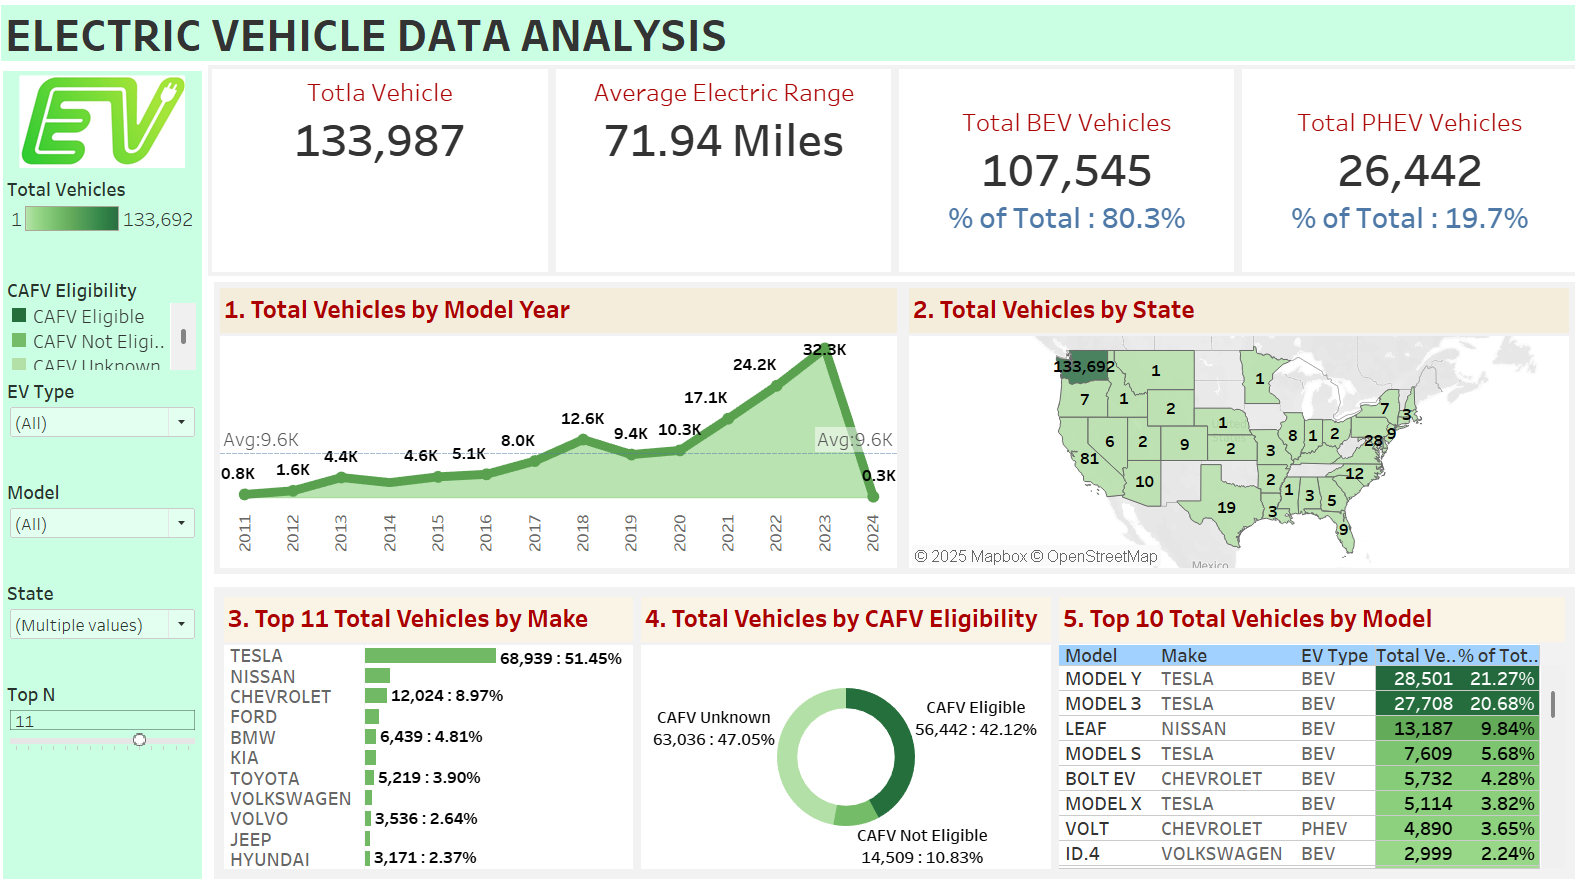 ELECTRIC VEHICLE DATA ANALYSIS
EV
Total Vehicles
1 133,692
CAFV Eligibility
CAFV Eligible
CAFV Not Eligi..
CAFV Unknown
EV Type
(All)
Model
(All)
State
(Multiple values)
Top N
11
Totla Vehicle
133,987
Average Electric Range
71.94 Miles
Total BEV Vehicles
107,545
% of Total : 80.3%
Total PHEV Vehicles
26,442
% of Total : 19.7%
1. Total Vehicles by Model Year
32.3K
24.2K
17.1K
12.6K
9.4K
10.3K
8.0K
Avg:9.6K
Avg:9.6K
0.8K
1.6K
4.4K
4.6K
5.1K
0.3K
2011
2012
2013
2014
2015
2016
2017
2018
2019
2020
2021
2022
2023
2024
2. Total Vehicles by State
133,692
1
1
7
1
2
7
3
1
6
2
9
2
3
8
1
2
28
9
81
10
2
12
19
3
1
3
5
9
© 2025 Mapbox © OpenStreetMap
Mexico
3. Top 11 Total Vehicles by Make
TESLA 68,939 : 51.45%
NISSAN
CHEVROLET 12,024 : 8.97%
FORD
BMW 6,439 : 4.81%
KIA
TOYOTA 5,219 : 3.90%
VOLKSWAGEN
VOLVO 3,536 : 2.64%
JEEP
HYUNDAI 3,171 : 2.37%
4. Total Vehicles by CAFV Eligibility
CAFV Unknown
63,036 : 47.05%
CAFV Eligible
56,442 : 42.12%
CAFV Not Eligible
14,509 : 10.83%
5. Top 10 Total Vehicles by Model
Model Make EV Type Total Ve.. % of Tot..
MODEL Y TESLA BEV 28,501 21.27%
MODEL 3 TESLA BEV 27,708 20.68%
LEAF NISSAN BEV 13,187 9.84%
MODEL S TESLA BEV 7,609 5.68%
BOLT EV CHEVROLET BEV 5,732 4.28%
MODEL X TESLA BEV 5,114 3.82%
VOLT CHEVROLET PHEV 4,890 3.65%
ID.4 VOLKSWAGEN BEV 2,999 2.24%